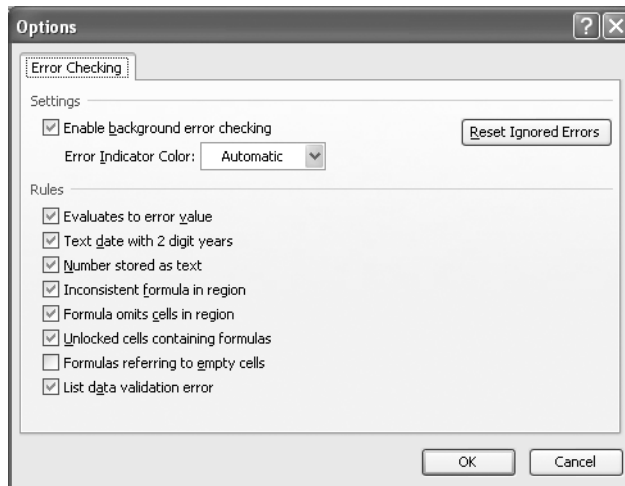 Options
?
Error Checking
Settings
Enable background error checking
Reset Ignored Errors
Error Indicator Color: Automatic
Rules
Evaluates to error value
Text date with 2 digit years
Number stored as text
Inconsistent formula in region
Formula omits cells in region
Unlocked cells containing formulas
Formulas referring to empty cells
List data validation error
OK Cancel